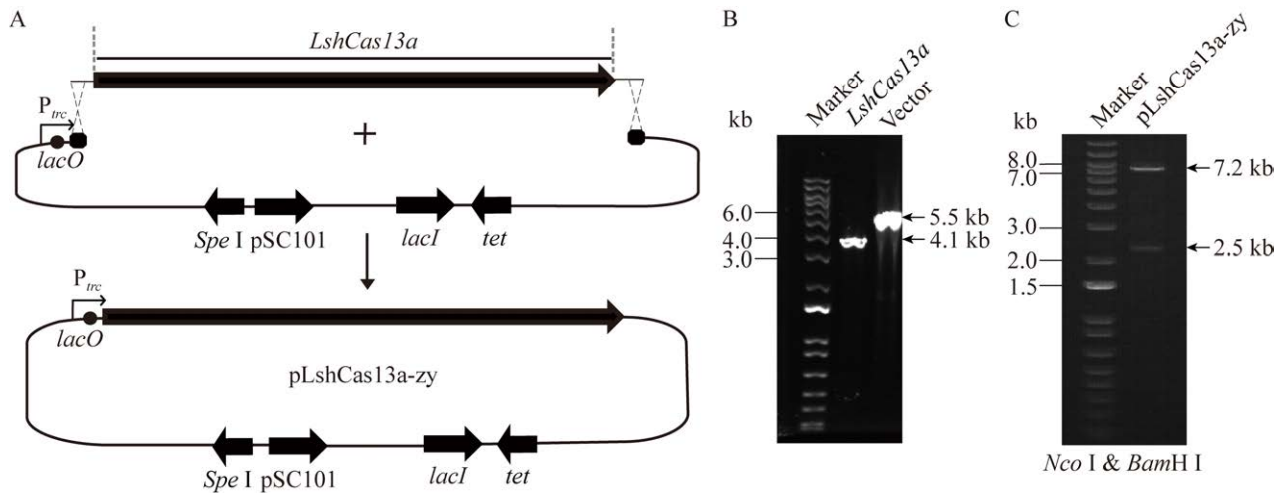 A
LshCas13a
Ptrc
lacO
+
Spe I pSC101
lacI
tet
Ptrc
lacO
pLshCas13a-zy
Spe I pSC101
lacI
tet
B
kb
Marker
LshCas13a
Vector
6.0
4.0
3.0
5.5 kb
4.1 kb
C
kb
Marker
pLshCas13a-zy
8.0
7.0
3.0
2.0
1.5
7.2 kb
2.5 kb
Nco I & BamH I